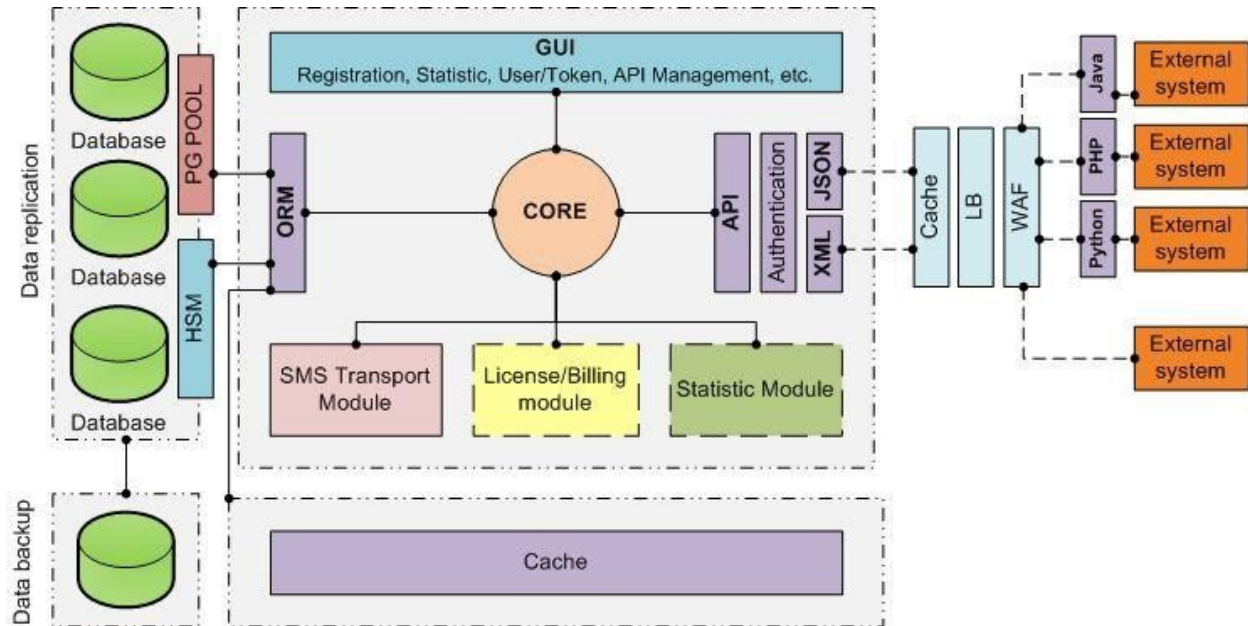 Data replication
Database
Database
Database
PG POOL
HSM
Data backup
GUI
Registration, Statistic, User/Token, API Management, etc.
ORM
CORE
API
Authentication
JSON
XML
SMS Transport
Module
License/Billing
module
Statistic Module
Cache
Cache
LB
WAF
Java
PHP
Python
External
system
External
system
External
system
External
system